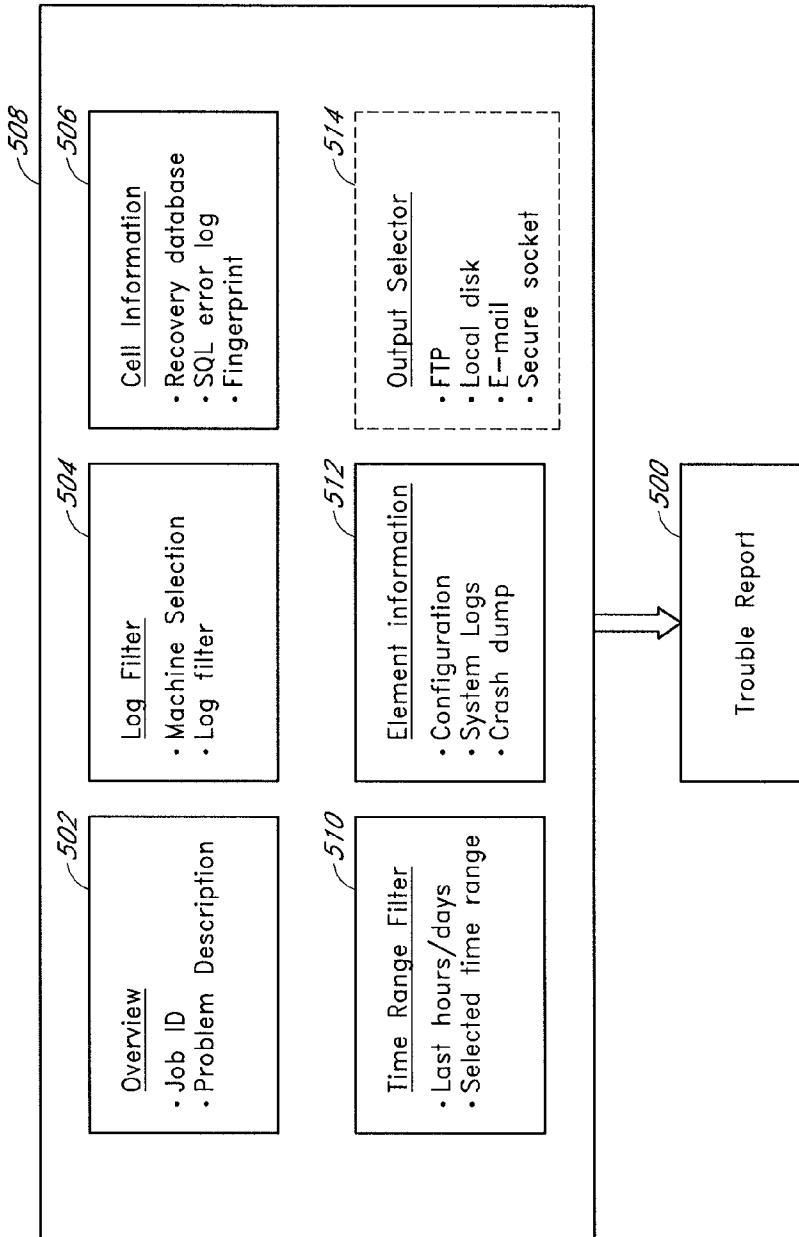 508
502
Overview
• Job ID
• Problem Description
504
Log Filter
• Machine Selection
• Log filter
506
Cell Information
• Recovery database
• SQL error log
• Fingerprint
510
Time Range Filter
• Last hours/days
• Selected time range
512
Element information
• Configuration
• System Logs
• Crash dump
514
Output Selector
• FTP
• Local disk
• E-mail
• Secure socket
500
Trouble Report